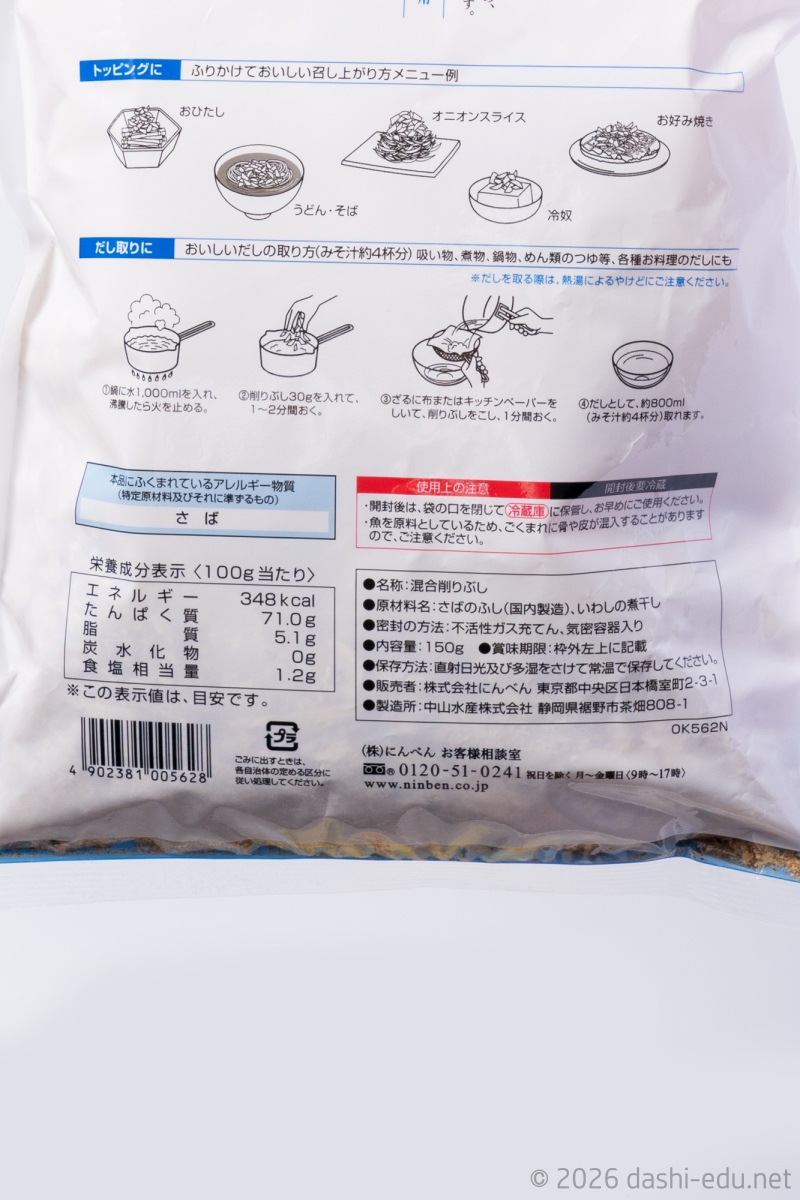 用
す。
トッピングに ふりかけておいしい召し上がり方メニュー例
おひたし
オニオンスライス
お好み焼き
うどん・そば
冷奴
だし取りに おいしいだしの取り方(みそ汁約4杯分) 吸い物、煮物、鍋物、めん類のつゆ等、各種お料理のだしにも
※だしを取る際は、熱湯によるやけどにご注意ください。
①鍋に水1,000mlを入れ、
沸騰したら火を止める。
②削りぶし30gを入れて、
1〜2分間おく。
③ざるに布またはキッチンペーパーを
しいて、削りぶしをこし、1分間おく。
④だしとして、約800ml
(みそ汁約4杯分)取れます。
本品にふくまれているアレルギー物質
(特定原材料及びそれに準ずるもの)
さば
使用上の注意 開封後要冷蔵
・開封後は、袋の口を閉じて冷蔵庫に保管し、お早めにご使用ください。
・魚を原料としているため、ごくまれに骨や皮が混入することがあります
ので、ご注意ください。
栄養成分表示〈100g当たり〉
エネルギー 348kcal
たんぱく質 71.0g
脂質 5.1g
炭水化物 0g
食塩相当量 1.2g
※この表示値は、目安です。
●名称:混合削りぶし
●原材料名:さばのふし(国内製造)、いわしの煮干し
●密封の方法:不活性ガス充てん、気密容器入り
●内容量:150g ●賞味期限:枠外左上に記載
●保存方法:直射日光及び多湿をさけて常温で保存してください。
●販売者:株式会社にんべん 東京都中央区日本橋室町2-3-1
●製造所:中山水産株式会社 静岡県裾野市茶畑808-1
OK562N
4 902381 005628
プラ
ごみに出すときは、
各自治体の定める区分に
従い処理してください。
(株)にんべん お客様相談室
® 0120-51-0241 祝日を除く月〜金曜日〈9時〜17時〉
www.ninben.co.jp
© 2026 dashi-edu.net